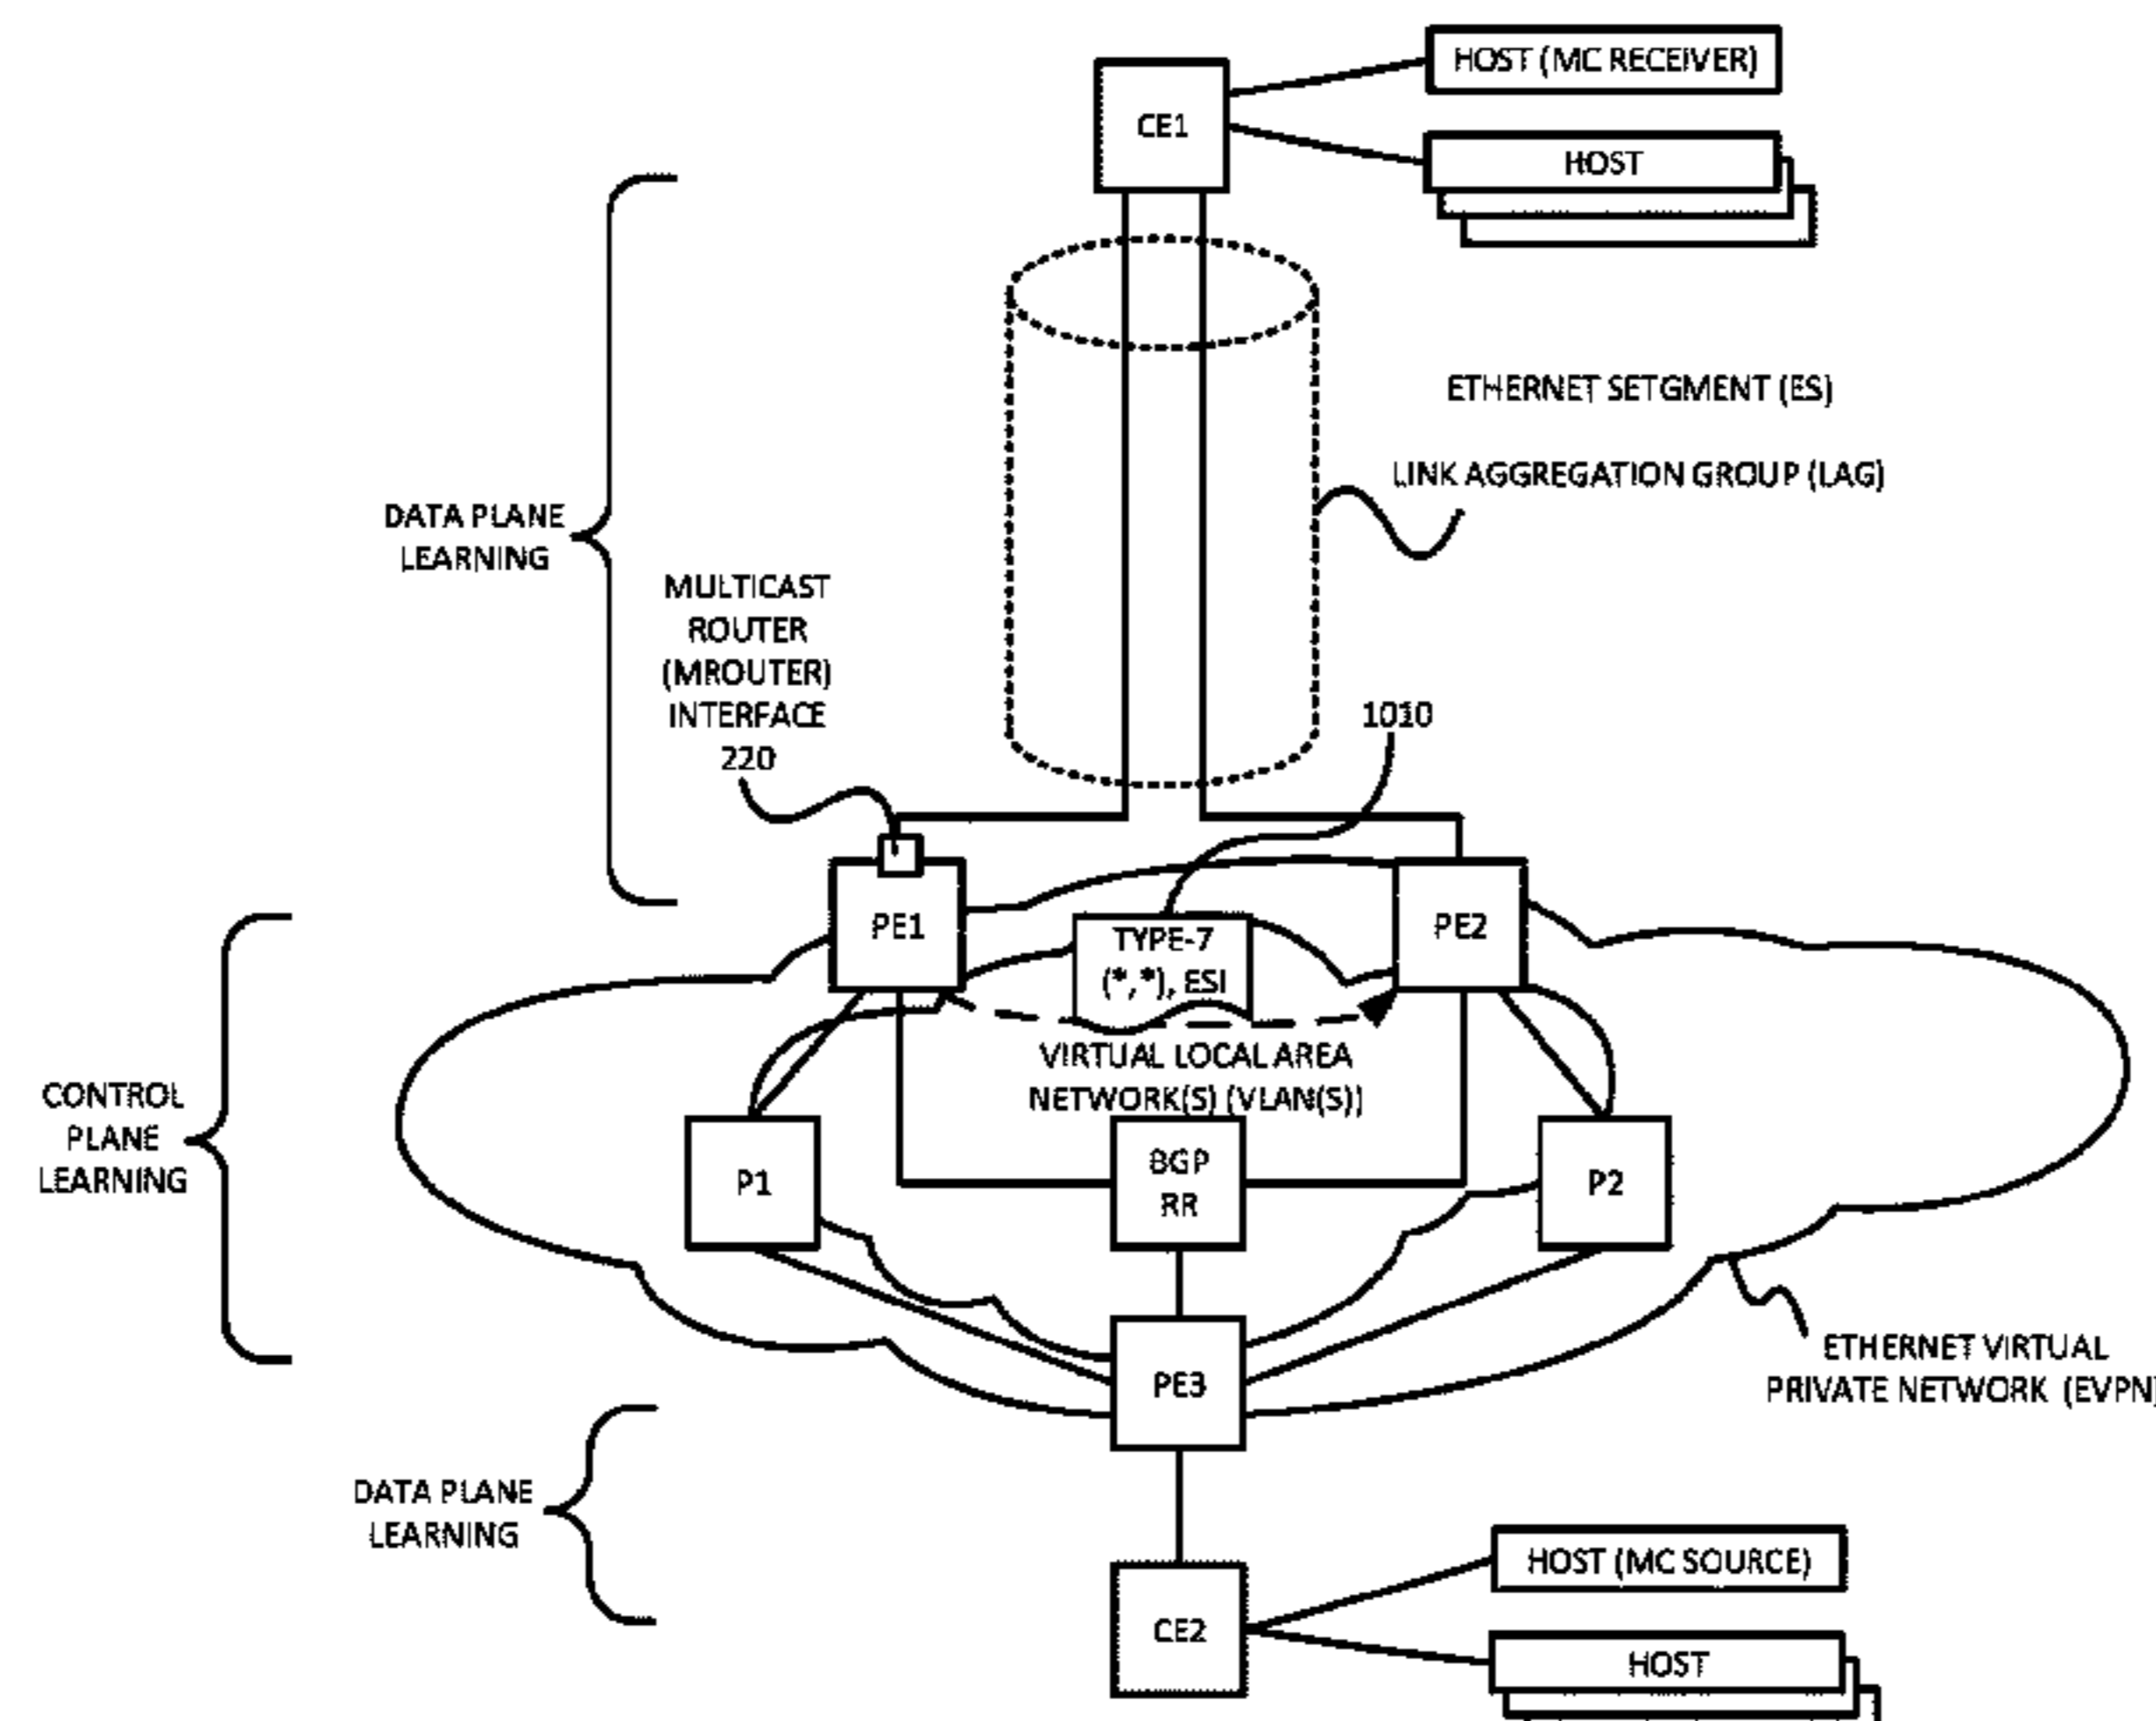 HOST (MC RECEIVER)
CE1
HOST
ETHERNET SETGMENT (ES)
LINK AGGREGATION GROUP (LAG)
DATA PLANE
LEARNING
MULTICAST
ROUTER
(MROUTER)
INTERFACE
220
1010
PE1
TYPE-7
(*,*), ESI
PE2
VIRTUAL LOCAL AREA
NETWORK(S) (VLAN(S))
CONTROL
PLANE
LEARNING
P1
BGP
RR
P2
PE3
ETHERNET VIRTUAL
PRIVATE NETWORK (EVPN)
DATA PLANE
LEARNING
HOST (MC SOURCE)
CE2
HOST